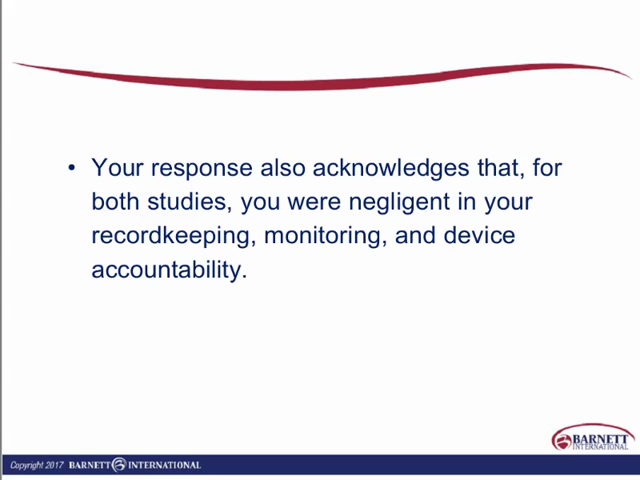 • Your response also acknowledges that, for
both studies, you were negligent in your
recordkeeping, monitoring, and device
accountability.
BARNETT
INTERNATIONAL
Copyright 2017 BARNETT INTERNATIONAL